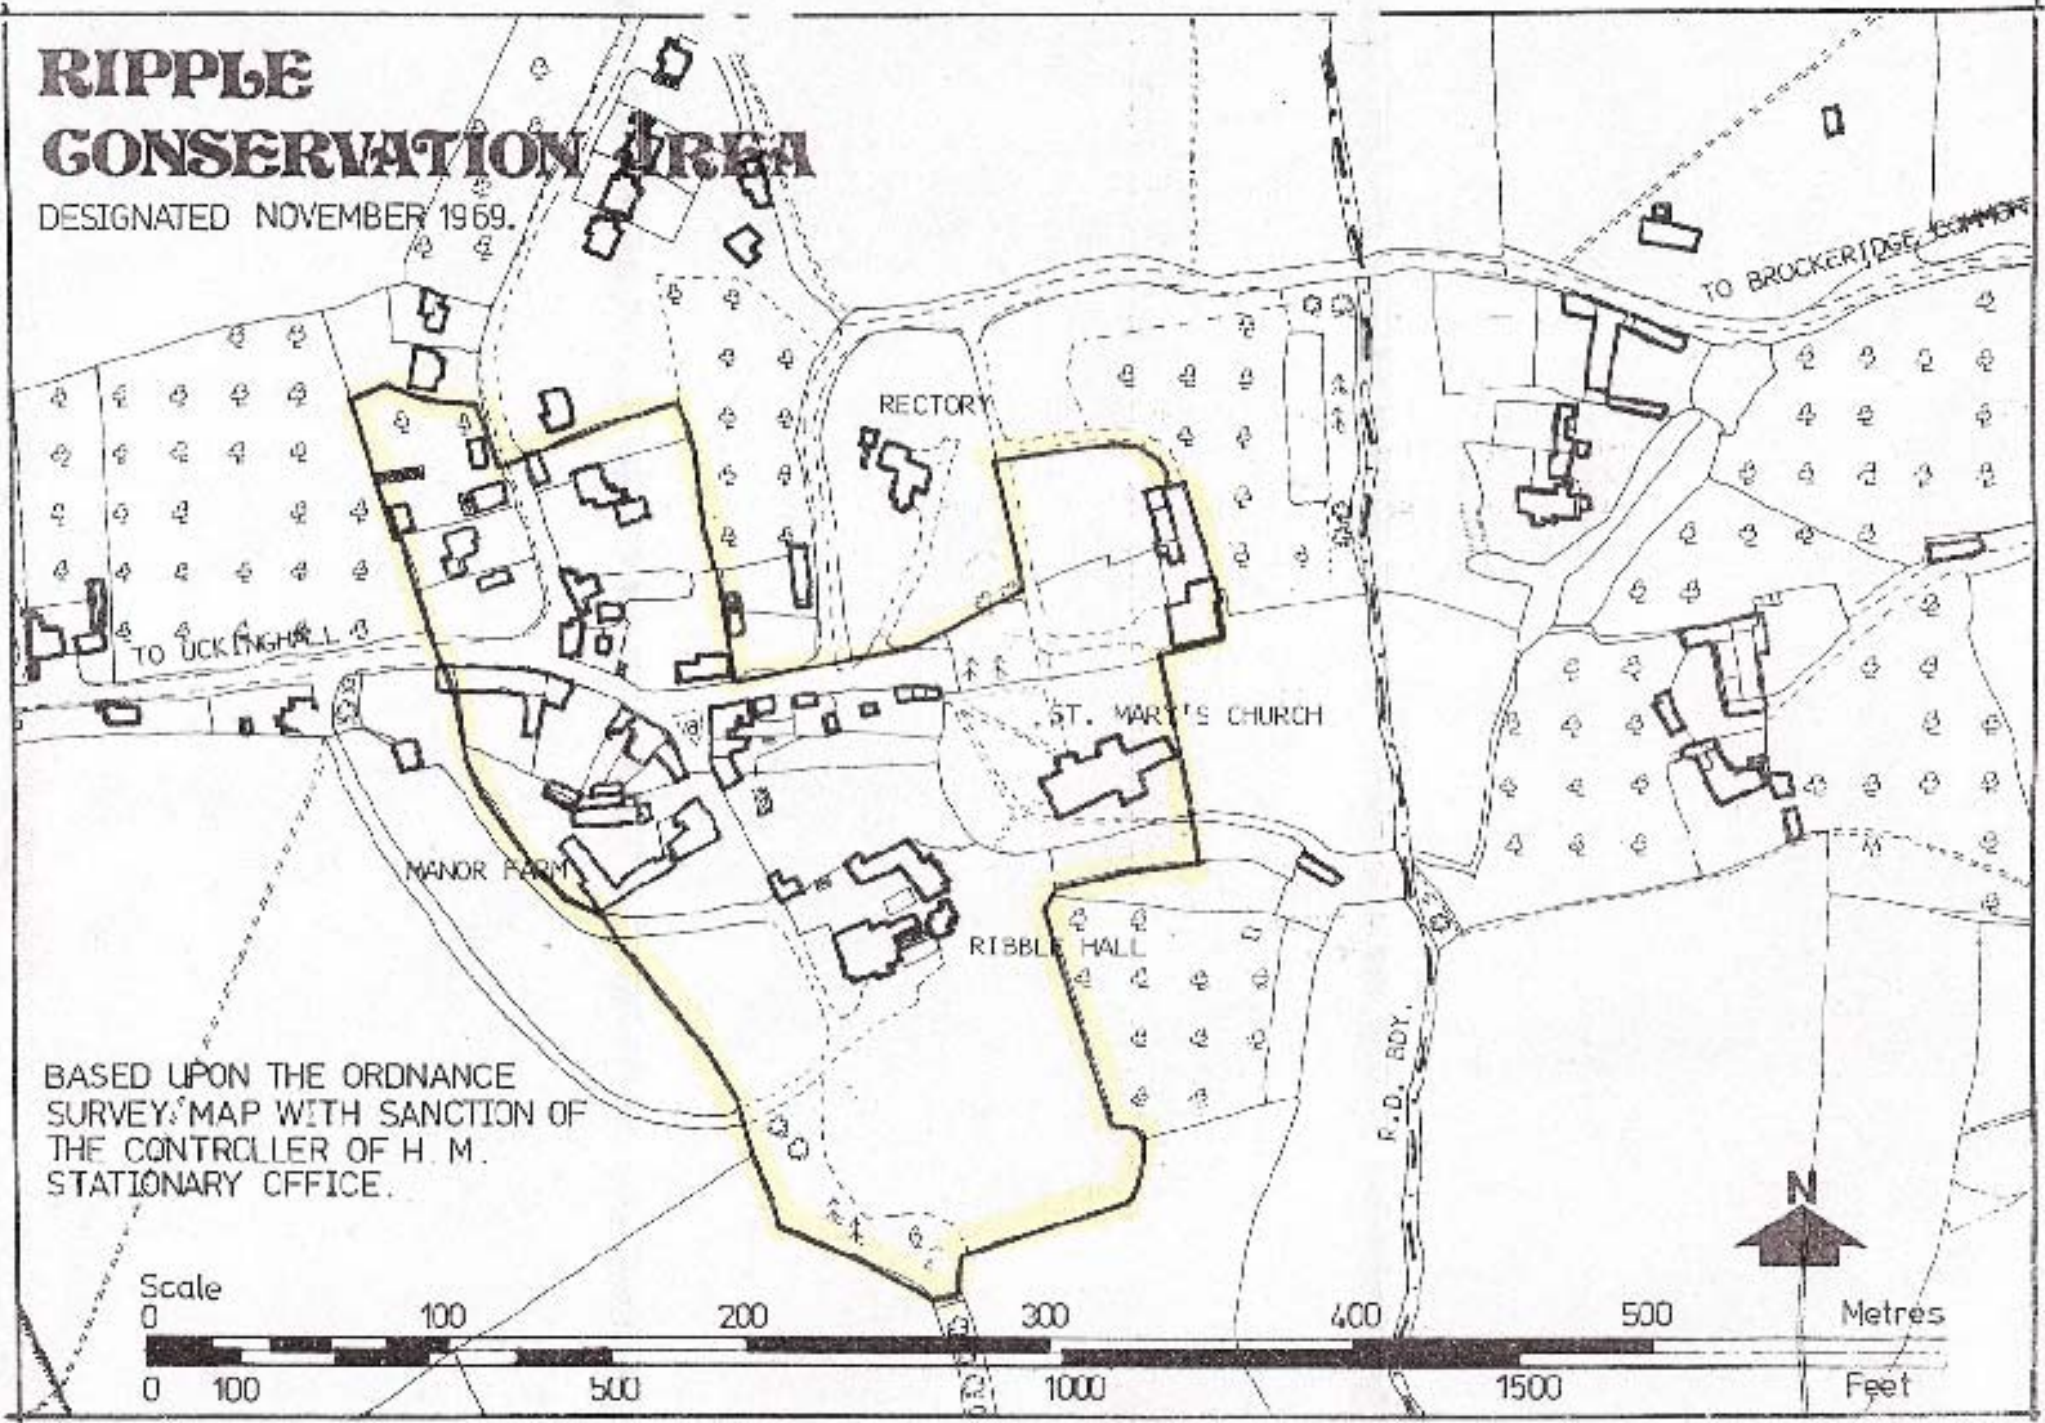 RIPPLE
CONSERVATION AREA
DESIGNATED NOVEMBER 1969.
TO BROCKERIDGE COMMON
RECTORY
TO UCKINGHALL
ST. MARY'S CHURCH
MANOR FARM
RIBBLE HALL
R.D. BDY.
BASED UPON THE ORDNANCE
SURVEY MAP WITH SANCTION OF
THE CONTROLLER OF H. M.
STATIONARY OFFICE.
N
Scale
0 100 200 300 400 500 Metres
0 100 500 1000 1500 Feet